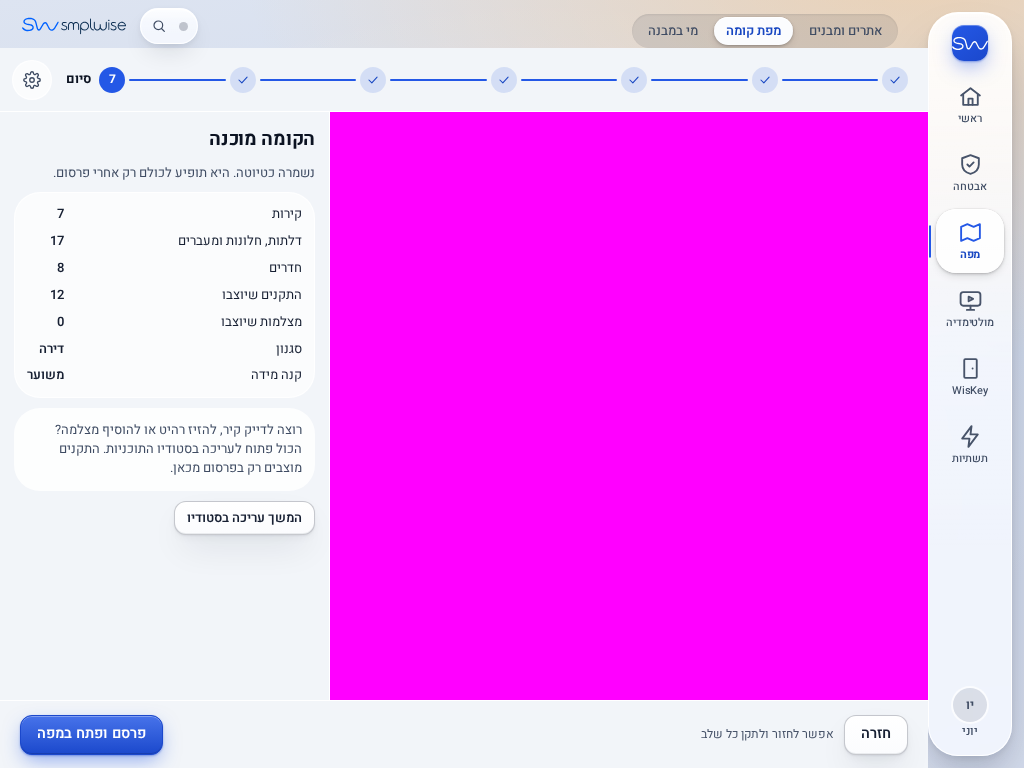 smplwise
אתרים ומבנים
מפת קומה
מי במבנה
7
סיום
הקומה מוכנה
נשמרה כטיוטה. היא תופיע לכולם רק אחרי פרסום.
קירות 7
דלתות, חלונות ומעברים 17
חדרים 8
התקנים שיוצבו 12
מצלמות שיוצבו 0
סגנון דירה
קנה מידה משוער
רוצה לדייק קיר, להזיז רהיט או להוסיף מצלמה?
הכול פתוח לעריכה בסטודיו התוכניות. התקנים
מוצבים רק בפרסום מכאן.
המשך עריכה בסטודיו
חזרה
אפשר לחזור ולתקן כל שלב
פרסם ופתח במפה
SW
ראשי
אבטחה
מפה
מולטימדיה
WisKey
תשתיות
יו
יוני